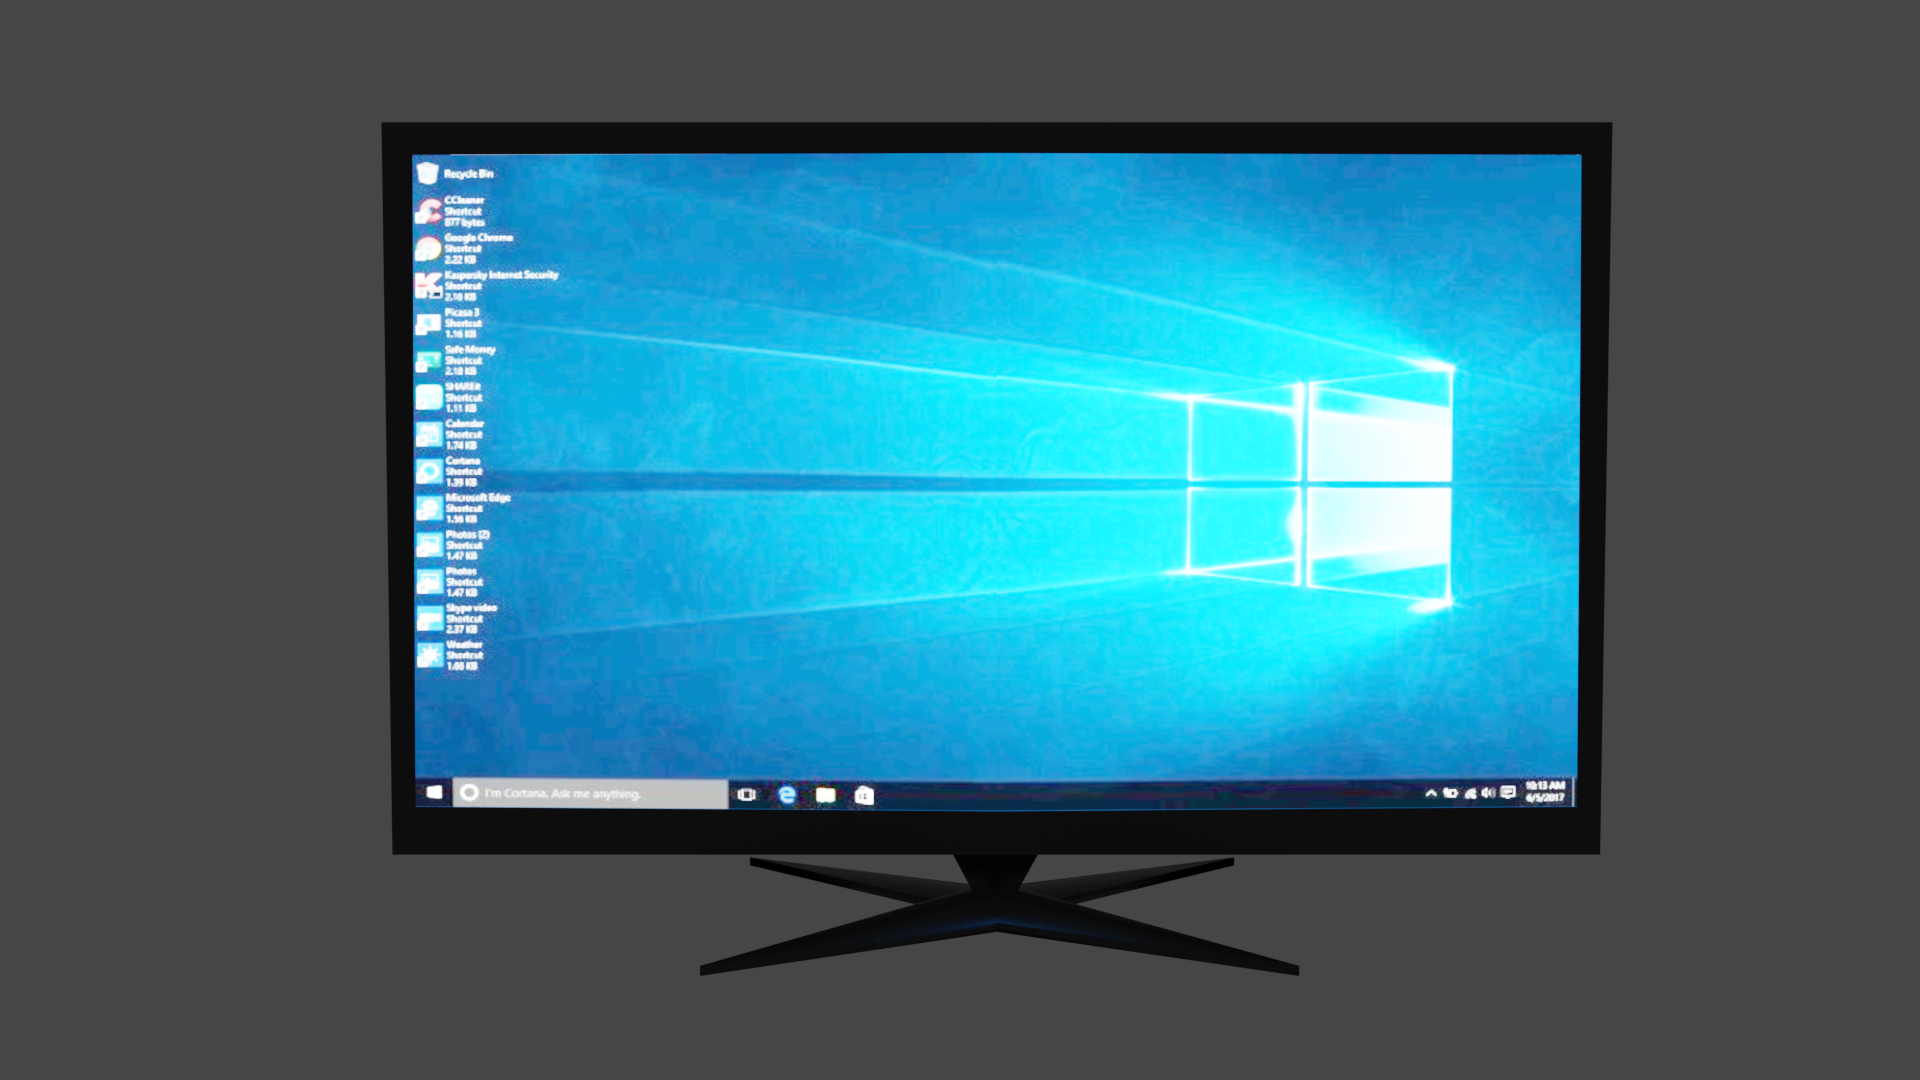 Recycle Bin
CCleaner
Shortcut
877 bytes
Google Chrome
Shortcut
2.22 KB
Kaspersky Internet Security
Shortcut
2.16 KB
Picasa 3
Shortcut
1.16 KB
Safe Money
Shortcut
2.18 KB
SHAREit
Shortcut
1.11 KB
Calendar
Shortcut
1.74 KB
Cortana
Shortcut
1.39 KB
Microsoft Edge
Shortcut
1.56 KB
Photos (2)
Shortcut
1.47 KB
Photos
Shortcut
1.47 KB
Skype video
Shortcut
2.37 KB
Weather
Shortcut
1.66 KB
I'm Cortana. Ask me anything.
10:13 AM
6/5/2017